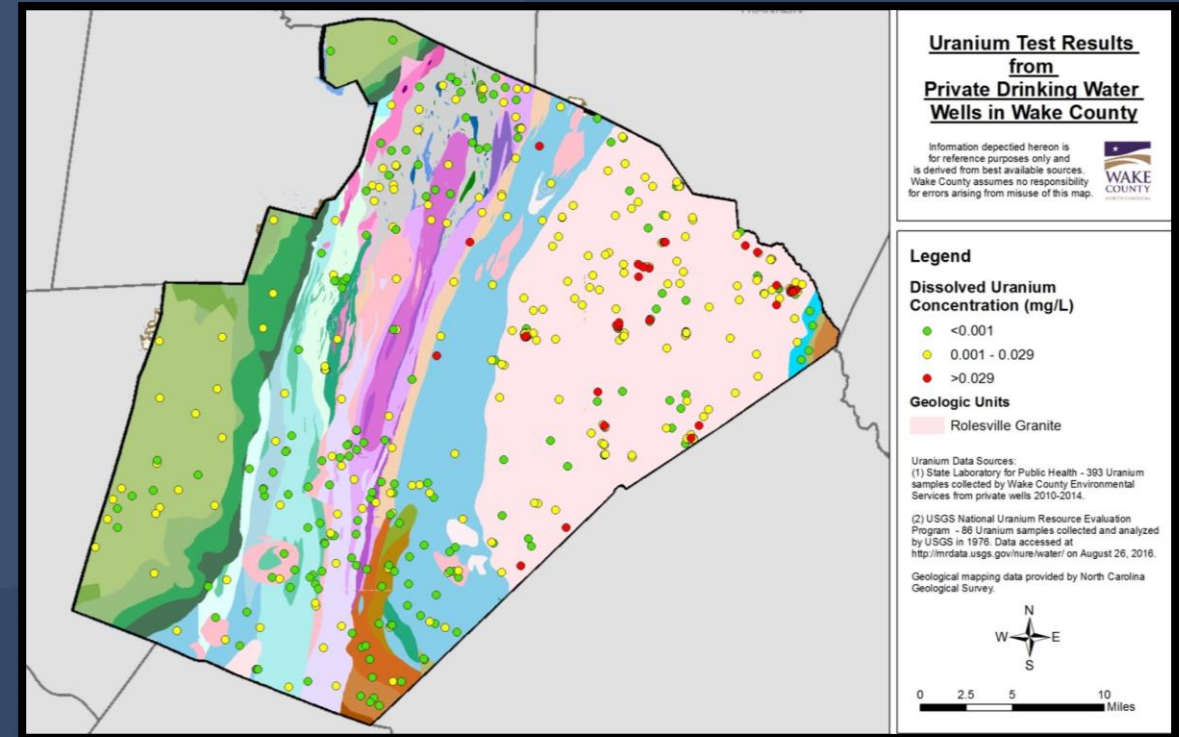 FRANKLIN
Uranium Test Results
from
Private Drinking Water
Wells in Wake County
Information depectied hereon is
for reference purposes only and
is derived from best available sources.
Wake County assumes no responsibility
for errors arising from misuse of this map.
WAKE
COUNTY
NORTH CAROLINA
Legend
Dissolved Uranium
Concentration (mg/L)
<0.001
0.001 - 0.029
>0.029
Geologic Units
Rolesville Granite
Uranium Data Sources:
(1) State Laboratory for Public Health - 393 Uranium
samples collected by Wake County Environmental
Services from private wells 2010-2014.
(2) USGS National Uranium Resource Evaluation
Program - 86 Uranium samples collected and analyzed
by USGS in 1976. Data accessed at
http://mrdata.usgs.gov/nure/water/ on August 26, 2016.
Geological mapping data provided by North Carolina
Geological Survey.
N
W E
S
0 2.5 5 10
Miles